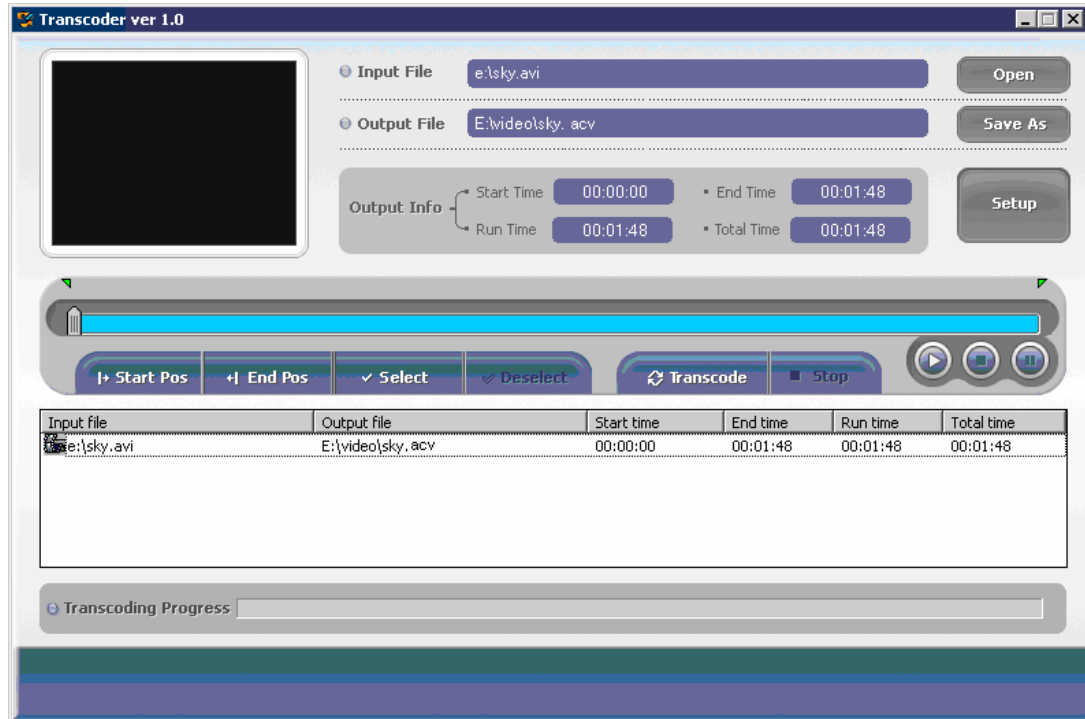 Transcoder ver 1.0
Input File e:\sky.avi Open
Output File E:\video\sky. acv Save As
Output Info Start Time 00:00:00 End Time 00:01:48
Run Time 00:01:48 Total Time 00:01:48
Setup
Start Pos End Pos Select Deselect Transcode Stop
Input file Output file Start time End time Run time Total time
e:\sky.avi E:\video\sky.acv 00:00:00 00:01:48 00:01:48 00:01:48
Transcoding Progress